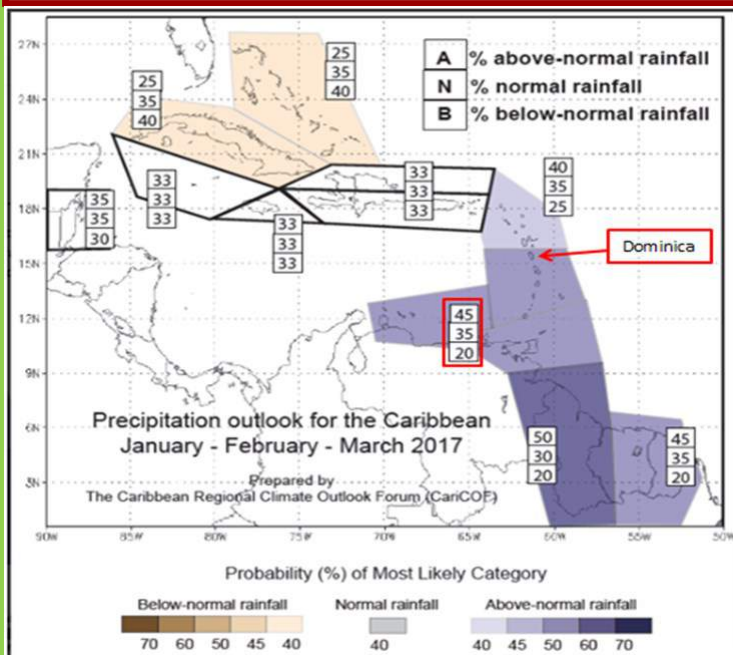 27N
24N
21N
18N
15N
12N
9N
6N
3N
90W
85W
80W
75W
70W
65W
60W
55W
50W
A % above-normal rainfall
N % normal rainfall
B % below-normal rainfall
25
35
40
25
35
40
33
33
33
33
33
33
33
33
33
35
35
30
40
35
25
Dominica
45
35
20
50
30
20
45
35
20
Precipitation outlook for the Caribbean
January - February - March 2017
Prepared by
The Caribbean Regional Climate Outlook Forum (CariCOF)
Probability (%) of Most Likely Category
Below-normal rainfall Normal rainfall Above-normal rainfall
70 60 50 45 40 40 40 45 50 60 70